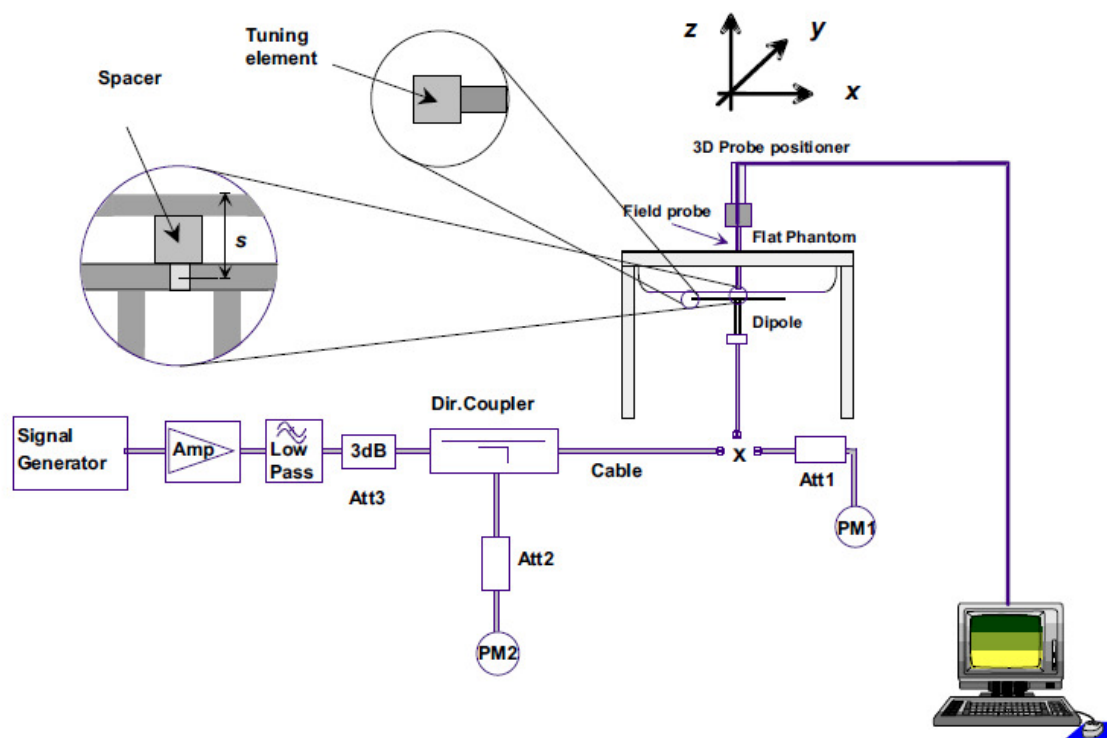 Tuning
element
Spacer
z
y
x
3D Probe positioner
s
Field probe
Flat Phantom
Dipole
Dir.Coupler
Signal
Generator
Amp
Low
Pass
3dB
Att3
Cable
X
Att1
PM1
Att2
PM2